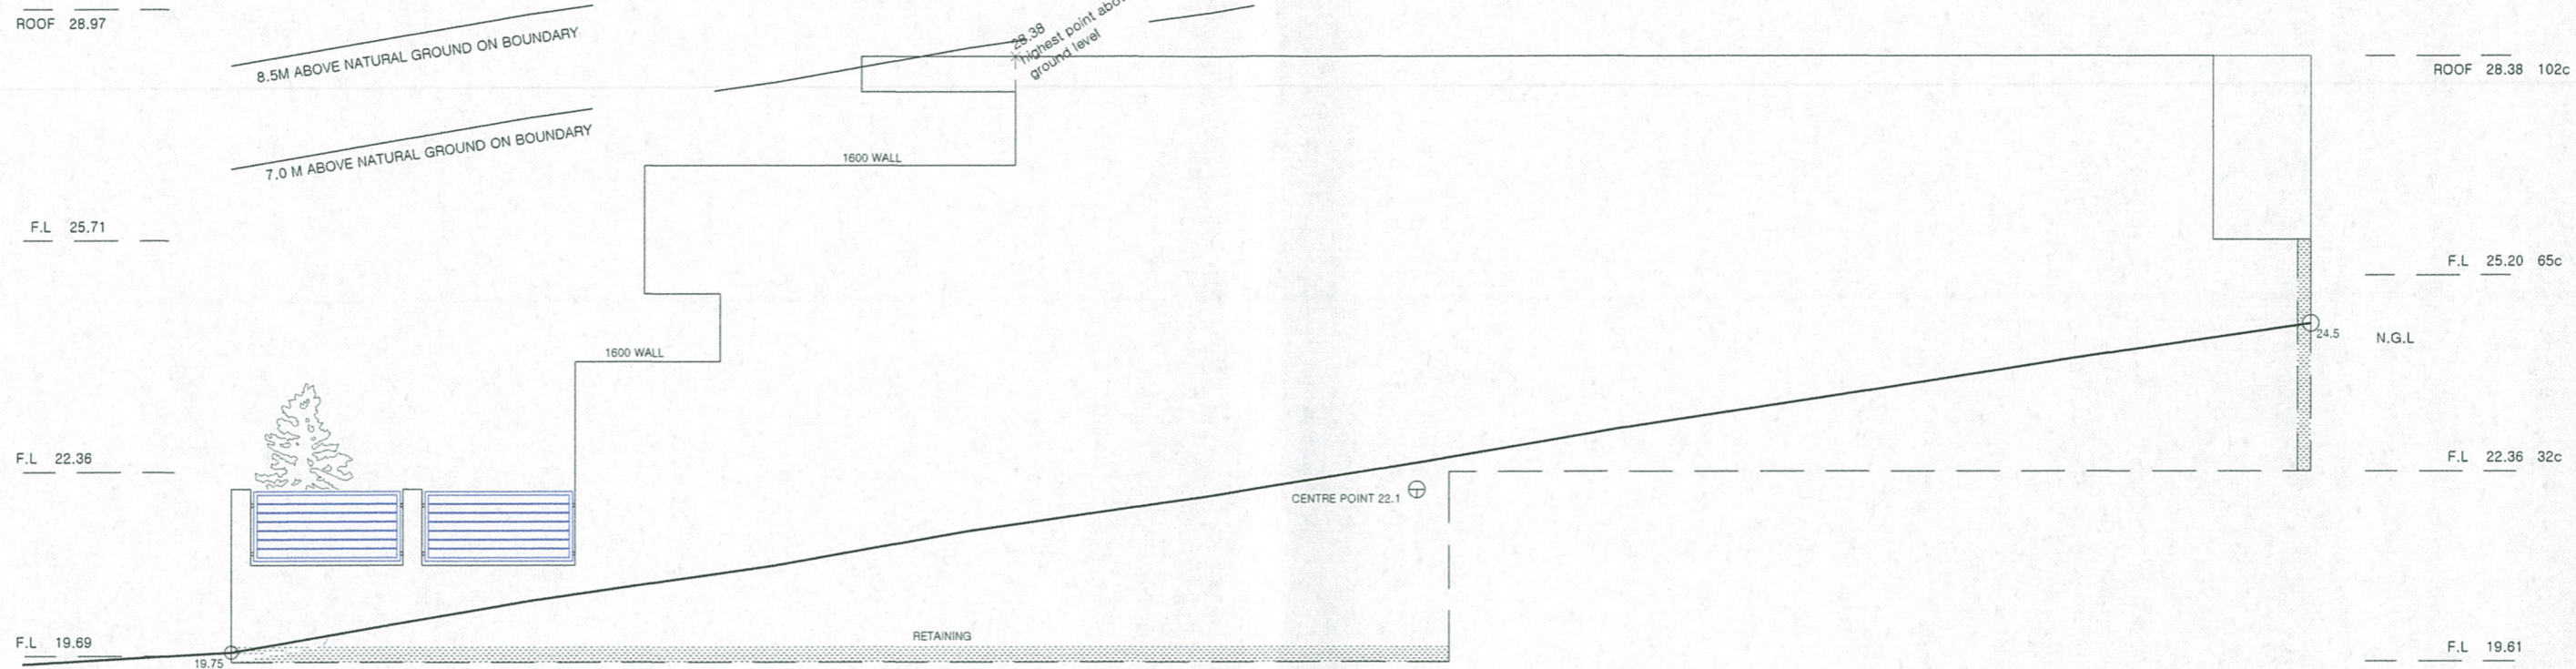 ROOF 28.97
8.5M ABOVE NATURAL GROUND ON BOUNDARY
28.38
highest point
ground level
ROOF 28.38 102c
7.0 M ABOVE NATURAL GROUND ON BOUNDARY
1600 WALL
F.L 25.71
F.L 25.20 65c
24.5
N.G.L
1600 WALL
F.L 22.36
F.L 22.36 32c
CENTRE POINT 22.1
F.L 19.69
RETAINING
F.L 19.61
19.75